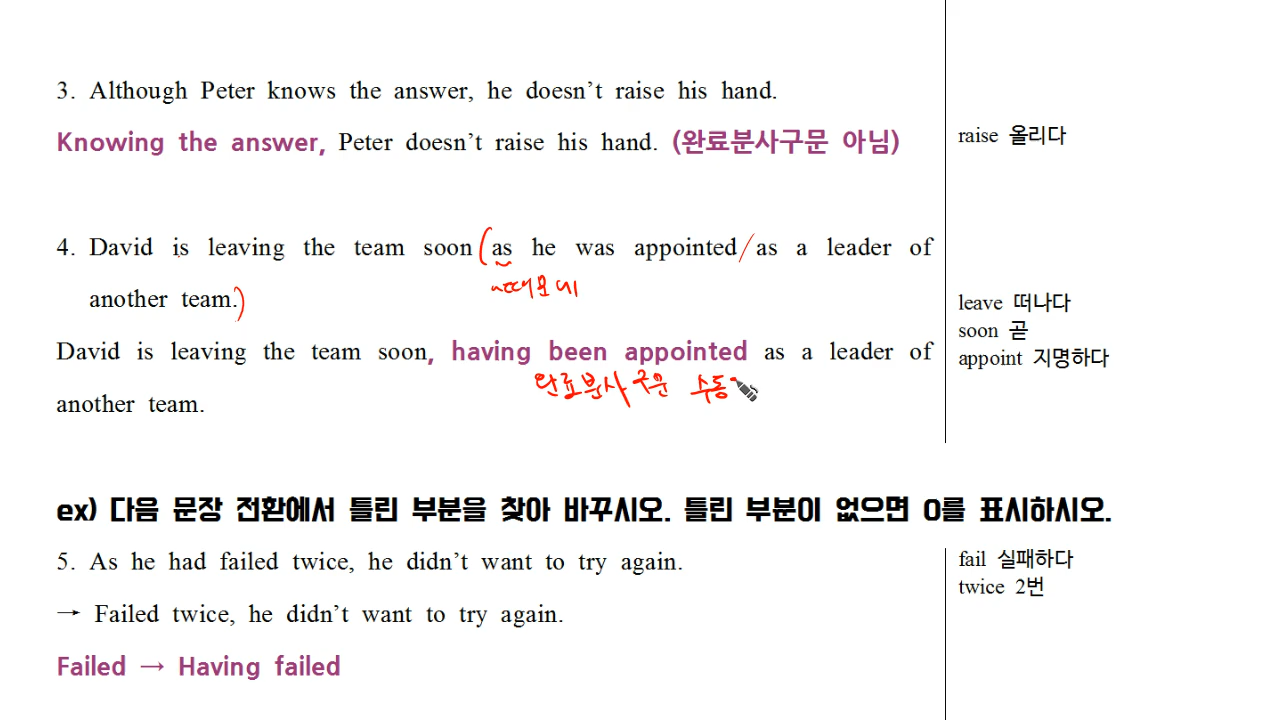 3. Although Peter knows the answer, he doesn't raise his hand.
Knowing the answer, Peter doesn't raise his hand. (완료분사구문 아님)
raise 올리다
4. David is leaving the team soon (as he was appointed/as a leader of
another team.)
~때문에
leave 떠나다
soon 곧
appoint 지명하다
David is leaving the team soon, having been appointed as a leader of
완료분사구문 수동
another team.
ex) 다음 문장 전환에서 틀린 부분을 찾아 바꾸시오. 틀린 부분이 없으면 O를 표시하시오.
5. As he had failed twice, he didn't want to try again.
fail 실패하다
twice 2번
→ Failed twice, he didn't want to try again.
Failed → Having failed